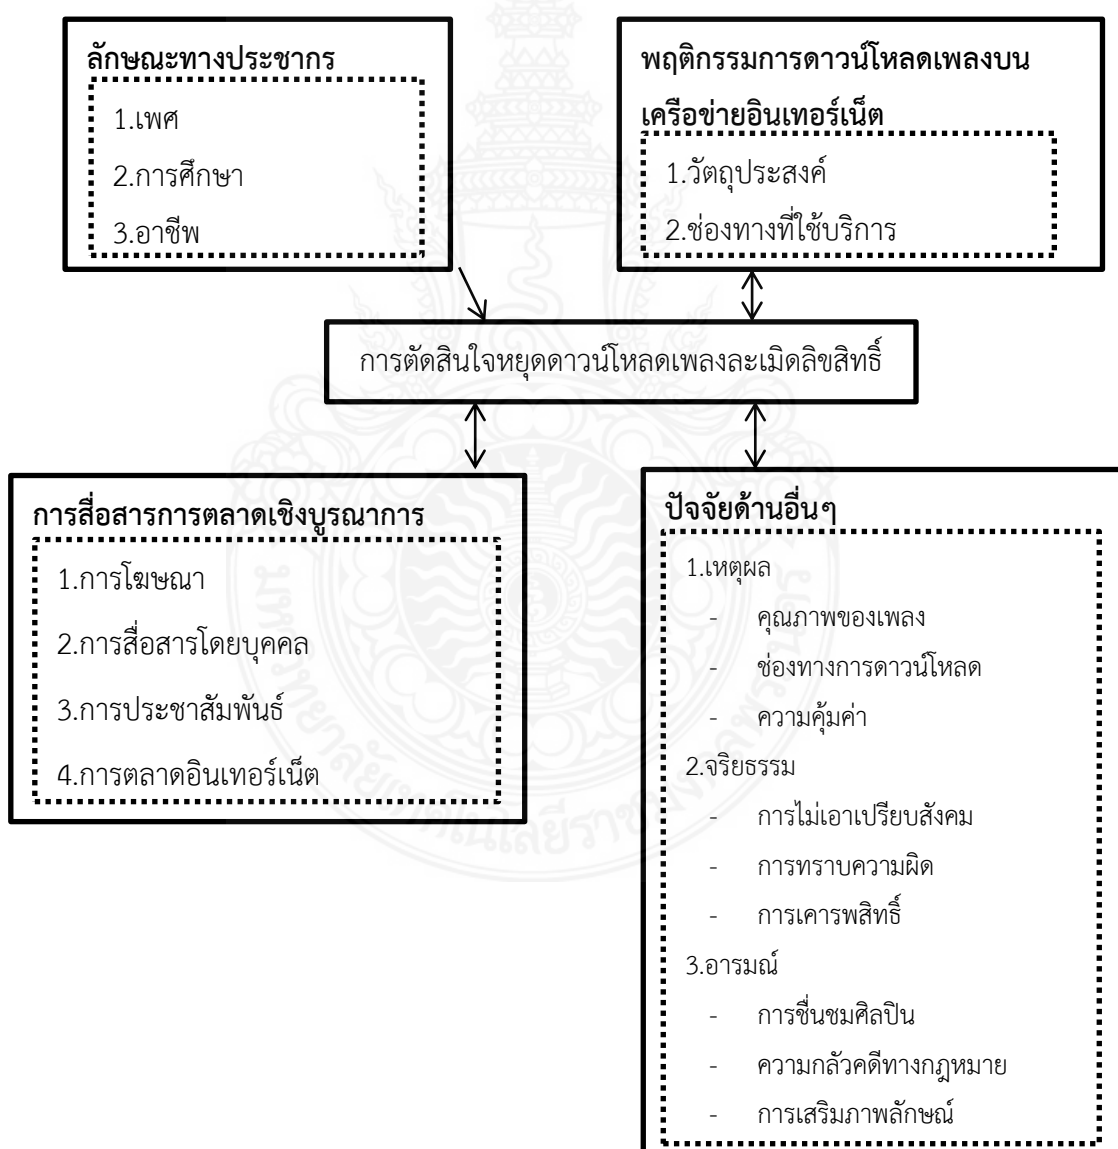 ลักษณะทางประชากร
1.เพศ
2.การศึกษา
3.อาชีพ
พฤติกรรมการดาวน์โหลดเพลงบน
เครือข่ายอินเทอร์เน็ต
1.วัตถุประสงค์
2.ช่องทางที่ใช้บริการ
การตัดสินใจหยุดดาวน์โหลดเพลงละเมิดลิขสิทธิ์
การสื่อสารการตลาดเชิงบูรณาการ
1.การโฆษณา
2.การสื่อสารโดยบุคคล
3.การประชาสัมพันธ์
4.การตลาดอินเทอร์เน็ต
ปัจจัยด้านอื่นๆ
1.เหตุผล
- คุณภาพของเพลง
- ช่องทางการดาวน์โหลด
- ความคุ้มค่า
2.จริยธรรม
- การไม่เอาเปรียบสังคม
- การทราบความผิด
- การเคารพสิทธิ์
3.อารมณ์
- การชื่นชมศิลปิน
- ความกลัวคดีทางกฎหมาย
- การเสริมภาพลักษณ์